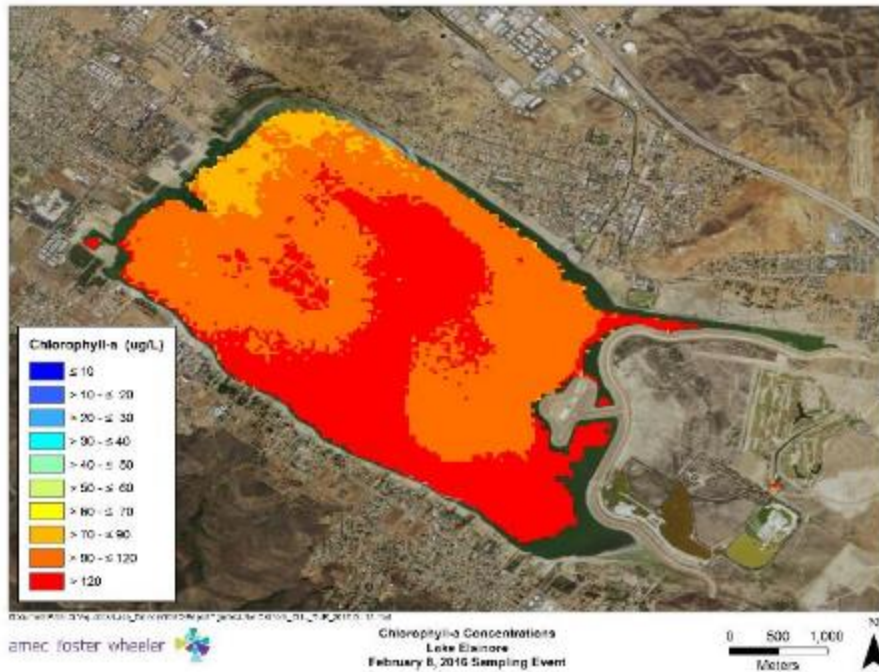 Chlorophyll-a (ug/L)
≤ 10
> 10 - ≤ 20
> 20 - ≤ 30
> 30 - ≤ 40
> 40 - ≤ 50
> 50 - ≤ 60
> 60 - ≤ 70
> 70 - ≤ 90
> 90 - ≤ 120
> 120
amec foster wheeler
Chlorophyll-a Concentrations
Lake Elsinore
February 8, 2016 Sampling Event
0 500 1,000
Meters
N